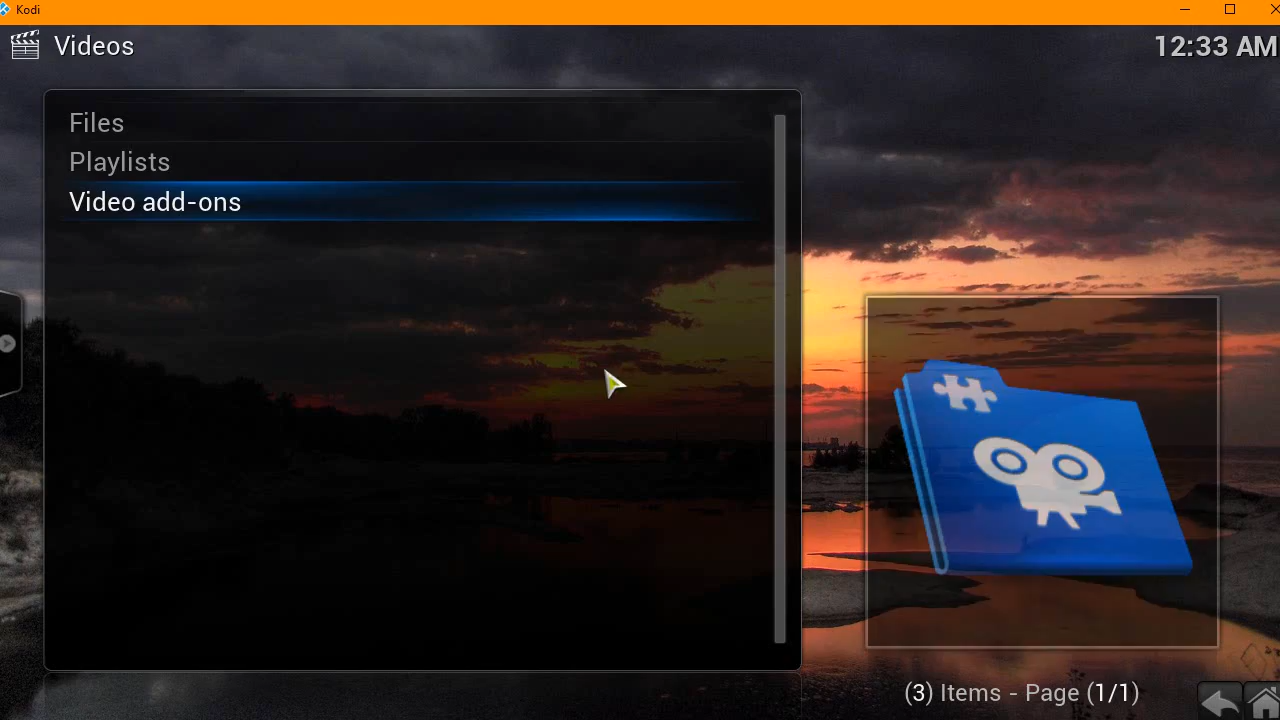 Kodi
Videos
12:33 AM
Files
Playlists
Video add-ons
(3) Items - Page (1/1)